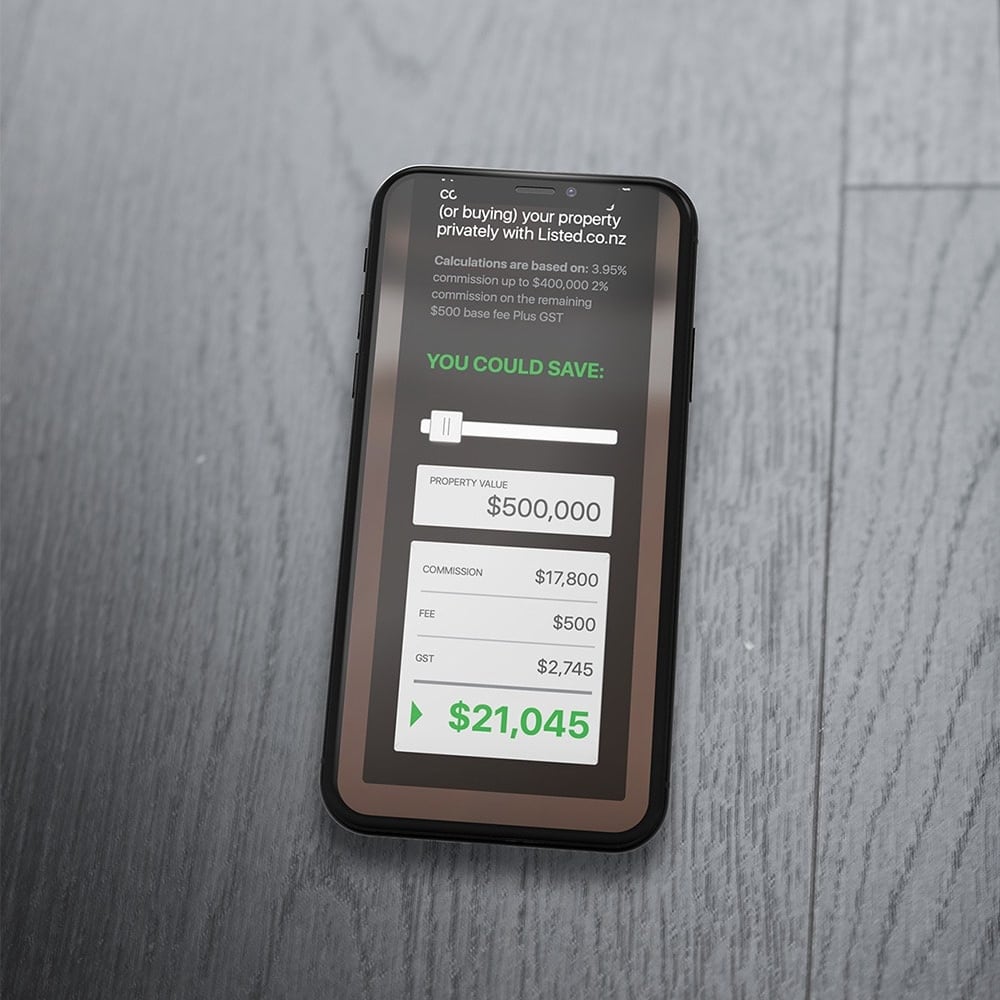 (or buying) your property
privately with Listed.co.nz
Calculations are based on: 3.95%
commission up to $400,000 2%
commission on the remaining
$500 base fee Plus GST
YOU COULD SAVE:
PROPERTY VALUE
$500,000
COMMISSION $17,800
FEE $500
GST $2,745
$21,045